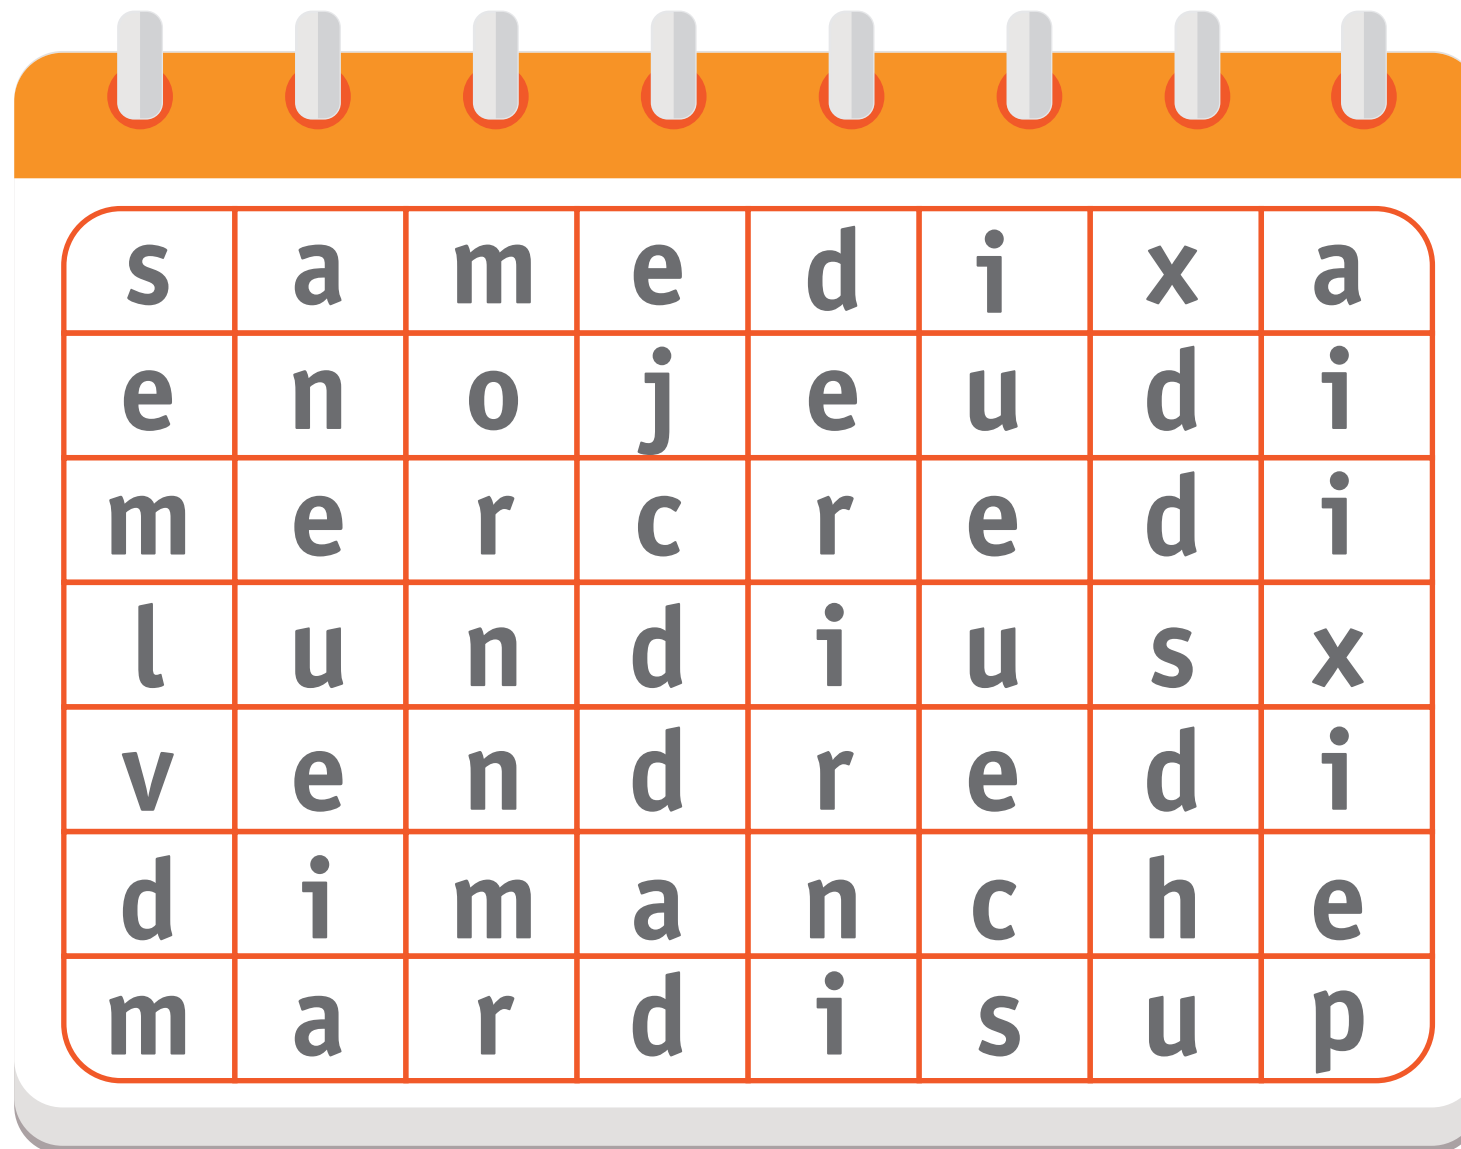 s a m e d i x a
e n o j e u d i
m e r c r e d i
l u n d i u s x
v e n d r e d i
d i m a n c h e
m a r d i s u p